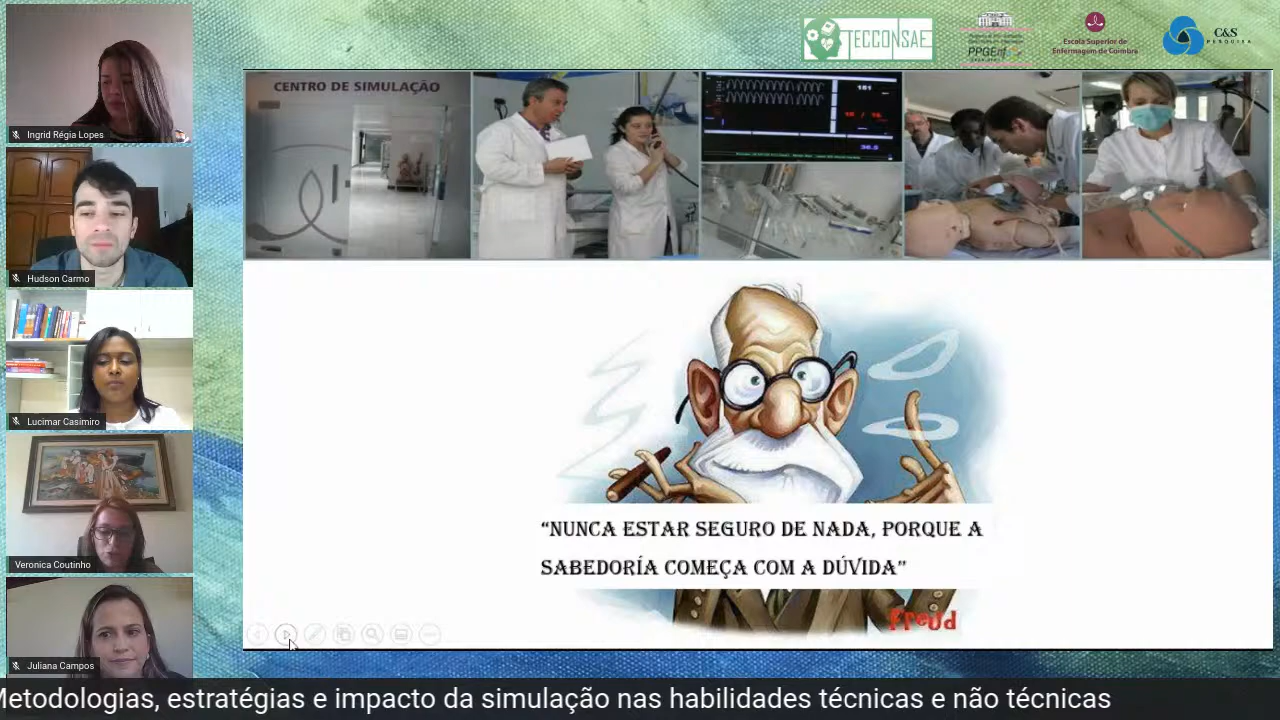 TECCONSAE
PPGEnf
Escola Superior de
Enfermagem de Coimbra
C&S
PESQUISA
CENTRO DE SIMULAÇÃO
Ingrid Régia Lopes
Hudson Carmo
Lucimar Casimiro
Veronica Coutinho
Juliana Campos
“NUNCA ESTAR SEGURO DE NADA, PORQUE A
SABEDORÍA COMEÇA COM A DÚVIDA”
Freud
Metodologias, estratégias e impacto da simulação nas habilidades técnicas e não técnicas